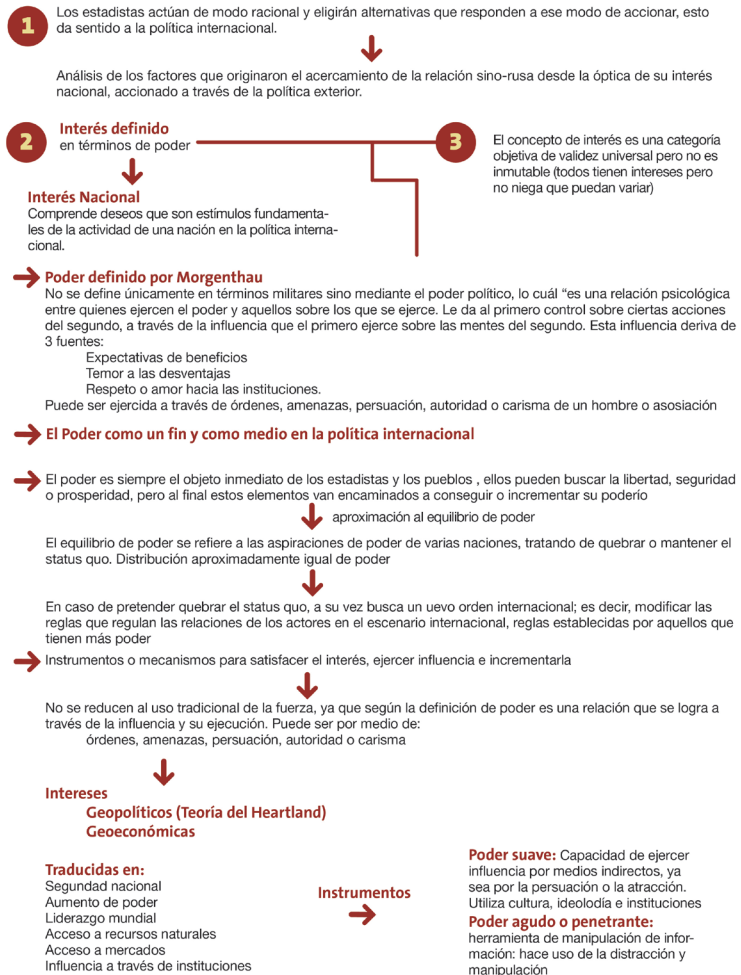 1
Los estadistas actúan de modo racional y eligirán alternativas que responden a ese modo de accionar, esto
da sentido a la política internacional.
Análisis de los factores que originaron el acercamiento de la relación sino-rusa desde la óptica de su interés
nacional, accionado a través de la política exterior.
2
Interés definido
en términos de poder
3
El concepto de interés es una categoría
objetiva de validez universal pero no es
inmutable (todos tienen intereses pero
no niega que puedan variar)
Interés Nacional
Comprende deseos que son estímulos fundamenta-
les de la actividad de una nación en la política interna-
cional.
Poder definido por Morgenthau
No se define únicamente en términos militares sino mediante el poder político, lo cuál “es una relación psicológica
entre quienes ejercen el poder y aquellos sobre los que se ejerce. Le da al primero control sobre ciertas acciones
del segundo, a través de la influencia que el primero ejerce sobre las mentes del segundo. Esta influencia deriva de
3 fuentes:
Expectativas de beneficios
Temor a las desventajas
Respeto o amor hacia las instituciones.
Puede ser ejercida a través de órdenes, amenazas, persuación, autoridad o carisma de un hombre o asosiación
El Poder como un fin y como medio en la política internacional
El poder es siempre el objeto inmediato de los estadistas y los pueblos , ellos pueden buscar la libertad, seguridad
o prosperidad, pero al final estos elementos van encaminados a conseguir o incrementar su poderío
aproximación al equilibrio de poder
El equilibrio de poder se refiere a las aspiraciones de poder de varias naciones, tratando de quebrar o mantener el
status quo. Distribución aproximadamente igual de poder
En caso de pretender quebrar el status quo, a su vez busca un uevo orden internacional; es decir, modificar las
reglas que regulan las relaciones de los actores en el escenario internacional, reglas establecidas por aquellos que
tienen más poder
Instrumentos o mecanismos para satisfacer el interés, ejercer influencia e incrementarla
No se reducen al uso tradicional de la fuerza, ya que según la definición de poder es una relación que se logra a
través de la influencia y su ejecución. Puede ser por medio de:
órdenes, amenazas, persuación, autoridad o carisma
Intereses
Geopolíticos (Teoría del Heartland)
Geoeconómicas
Traducidas en:
Segundad nacional
Aumento de poder
Liderazgo mundial
Acceso a recursos naturales
Acceso a mercados
Influencia a través de instituciones
Instrumentos
Poder suave: Capacidad de ejercer
influencia por medios indirectos, ya
sea por la persuación o la atracción.
Utiliza cultura, ideolodía e instituciones
Poder agudo o penetrante:
herramienta de manipulación de infor-
mación: hace uso de la distracción y
manipulación